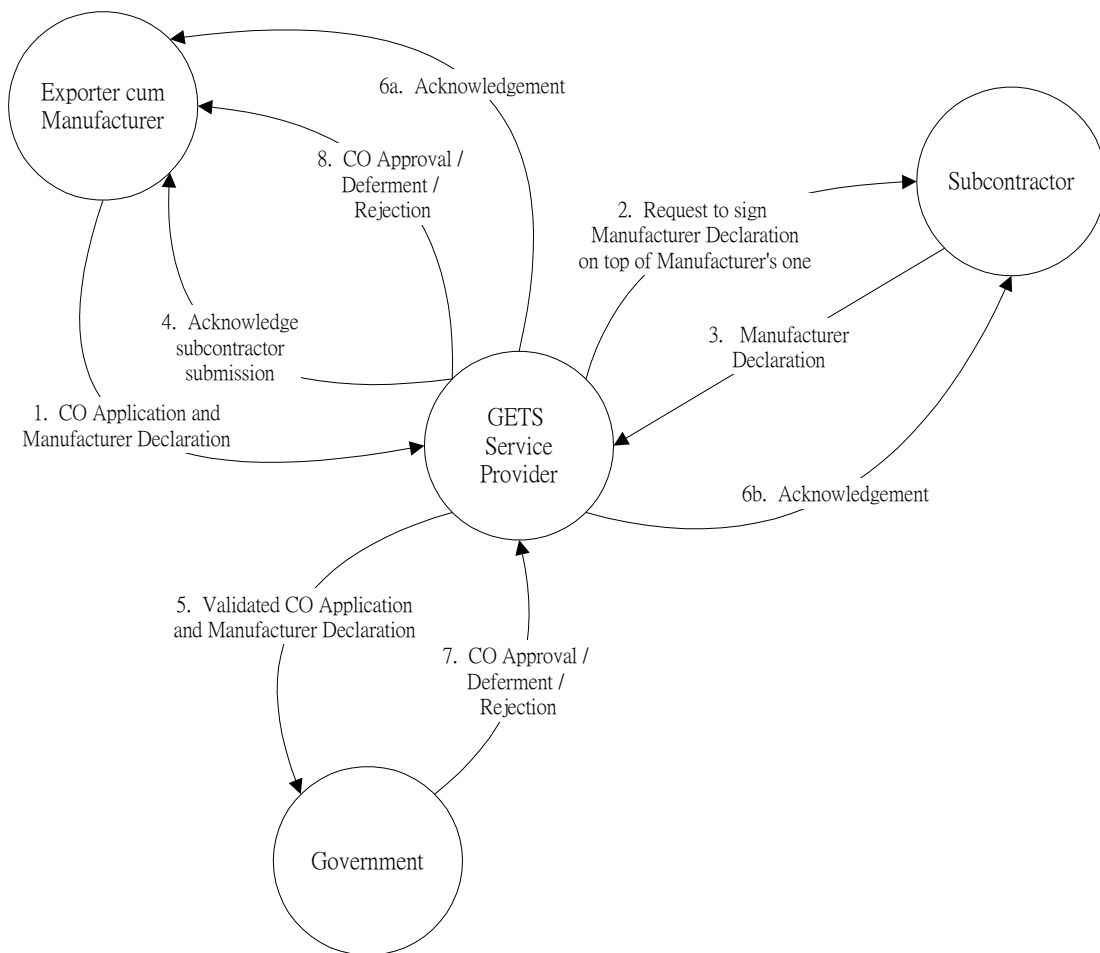 Exporter cum
Manufacturer
6a.  Acknowledgement
8.  CO Approval /
Deferment /
Rejection
Subcontractor
2.  Request to sign
Manufacturer Declaration
on top of Manufacturer's one
4.  Acknowledge
subcontractor
submission
3.  Manufacturer
Declaration
1.  CO Application and
Manufacturer Declaration
GETS
Service
Provider
6b.  Acknowledgement
5.  Validated CO Application
and Manufacturer Declaration
7.  CO Approval /
Deferment /
Rejection
Government